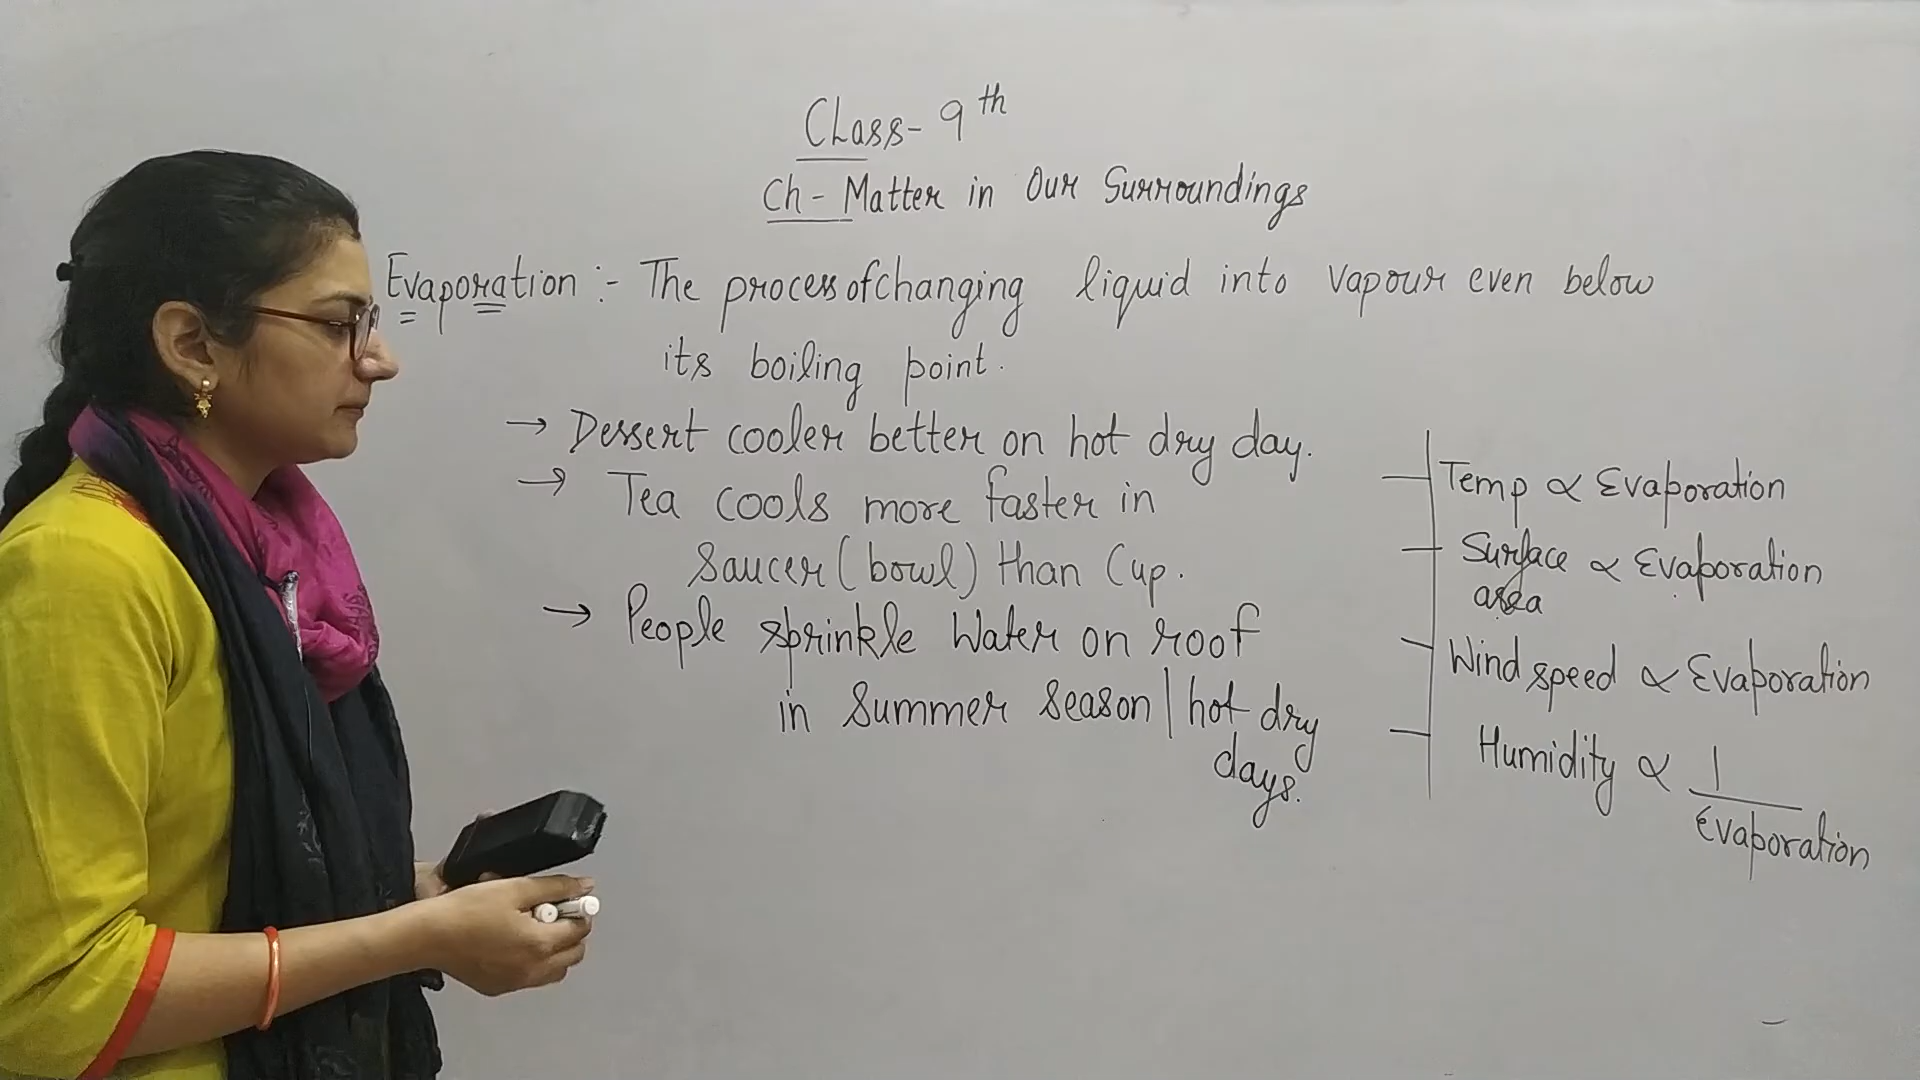 Class- 9th
Ch- Matter in Our Surroundings
Evaporation :- The process of changing liquid into vapour even below
its boiling point.
→ Dessert cooler better on hot dry day.
→ Tea cools more faster in
saucer (bowl) than Cup.
→ People sprinkle Water on roof
in Summer season | hot dry
days.
Temp ∝ Evaporation
Surface ∝ Evaporation
area
Wind speed ∝ Evaporation
Humidity ∝ 1
Evaporation